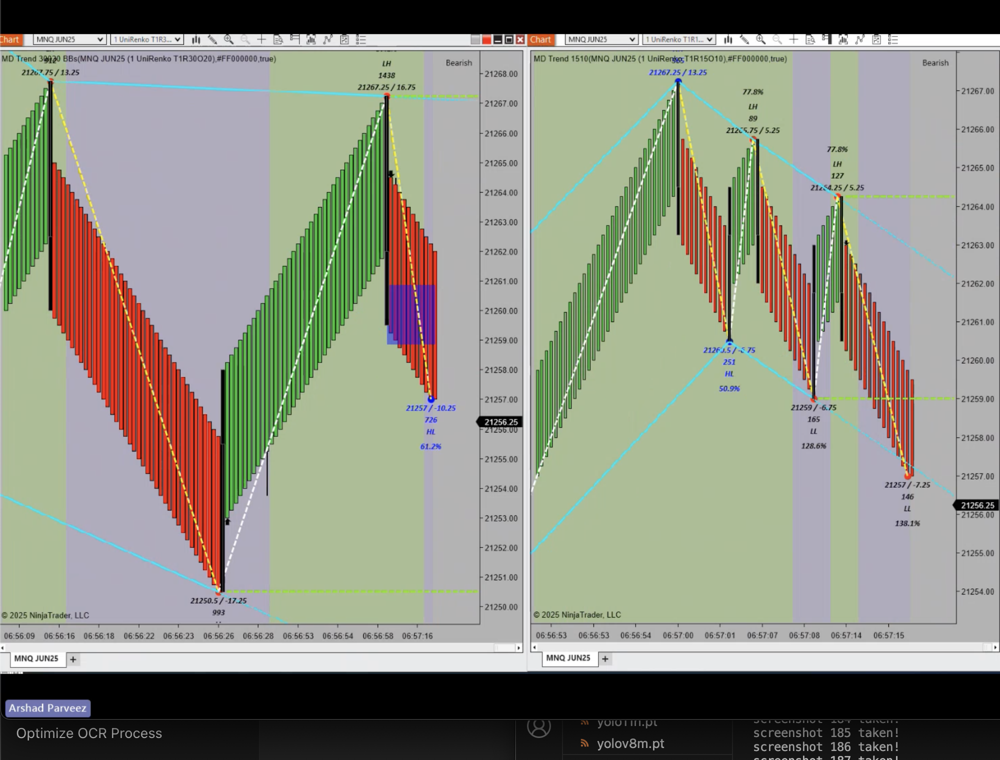 Chart
MNQ JUN25
1 UniRenko T1R3...
MD Trend 3020 BBs(MNQ JUN25 (1 UniRenko T1R30O20),#FF000000,true)
Bearish
21267.75 / 13.25
LH
1438
21267.25 / 16.75
21268.00
21267.00
21266.00
21265.00
21264.00
21263.00
21262.00
21261.00
21260.00
21259.00
21258.00
21257.00
21256.25
21256.00
21255.00
21254.00
21253.00
21252.00
21251.00
21250.00
21257 / -10.25
726
HL
61.2%
21250.5 / -17.25
993
© 2025 NinjaTrader, LLC
06:56:09 06:56:16 06:56:18 06:56:22 06:56:23 06:56:26 06:56:28 06:56:53 06:56:54 06:56:58 06:57:16
MNQ JUN25 +
Chart
MNQ JUN25
1 UniRenko T1R1...
MD Trend 1510 (MNQ JUN25 (1 UniRenko T1R15O10),#FF000000,true)
Bearish
21267.25 / 13.25
77.8%
LH
89
21265.75 / 5.25
77.8%
LH
127
21264.25 / 5.25
21260.5 / -6.75
251
HL
50.9%
21259 / -6.75
165
LL
128.6%
21257 / -7.25
146
LL
138.1%
21267.00
21266.00
21265.00
21264.00
21263.00
21262.00
21261.00
21260.00
21259.00
21258.00
21257.00
21256.25
21256.00
21255.00
21254.00
© 2025 NinjaTrader, LLC
06:56:53 06:56:53 06:56:54 06:57:00 06:57:01 06:57:07 06:57:08 06:57:14 06:57:15
MNQ JUN25 +
Arshad Parveez
Optimize OCR Process
yolo11n.pt
yolov8m.pt
screenshot 184 taken!
screenshot 185 taken!
screenshot 186 taken!
screenshot 187 taken!